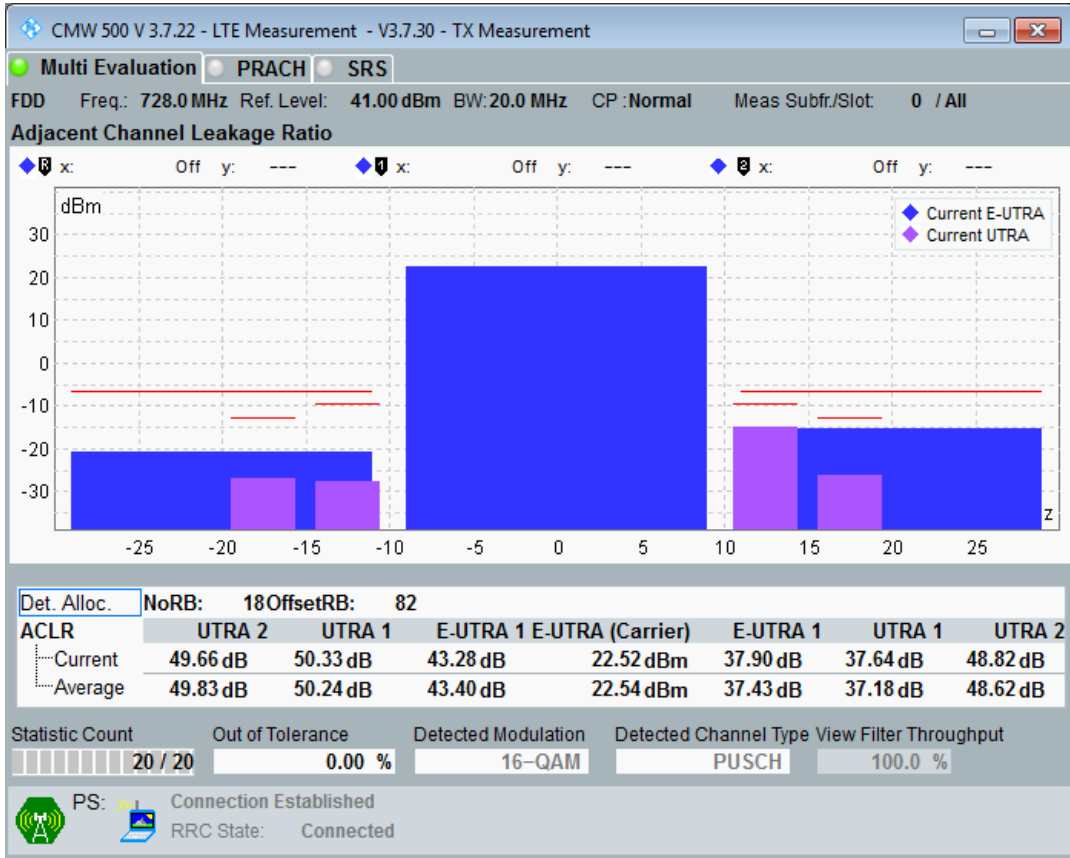 CMW 500 V 3.7.22 - LTE Measurement - V3.7.30 - TX Measurement
Multi Evaluation PRACH SRS
FDD Freq.: 728.0 MHz Ref. Level: 41.00 dBm BW: 20.0 MHz CP : Normal Meas Subfr./Slot: 0 / All
Adjacent Channel Leakage Ratio
R x: Off y: --- 1 x: Off y: --- 2 x: Off y: ---
dBm
Current E-UTRA
Current UTRA
30
20
10
0
-10
-20
-30
z
-25 -20 -15 -10 -5 0 5 10 15 20 25
Det. Alloc. NoRB: 18 OffsetRB: 82
ACLR UTRA 2 UTRA 1 E-UTRA 1 E-UTRA (Carrier) E-UTRA 1 UTRA 1 UTRA 2
Current 49.66 dB 50.33 dB 43.28 dB 22.52 dBm 37.90 dB 37.64 dB 48.82 dB
Average 49.83 dB 50.24 dB 43.40 dB 22.54 dBm 37.43 dB 37.18 dB 48.62 dB
Statistic Count Out of Tolerance Detected Modulation Detected Channel Type View Filter Throughput
20 / 20 0.00 % 16-QAM PUSCH 100.0 %
PS: Connection Established
RRC State: Connected